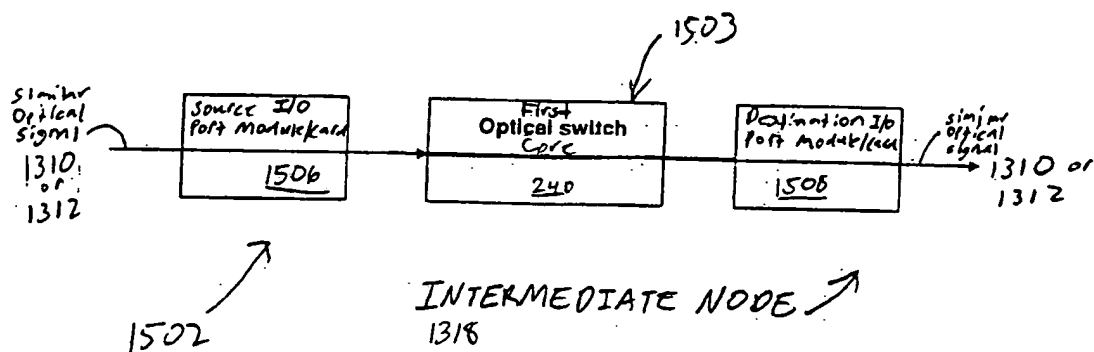 1503
Similar
Optical
Signal
1310
or
1312
Source I/O
Port Module/Card
1506
First
Optical switch
Core
240
Destination I/O
Port Module/Card
1508
similar
optical
signal
1310 or
1312
1502
INTERMEDIATE NODE
1318